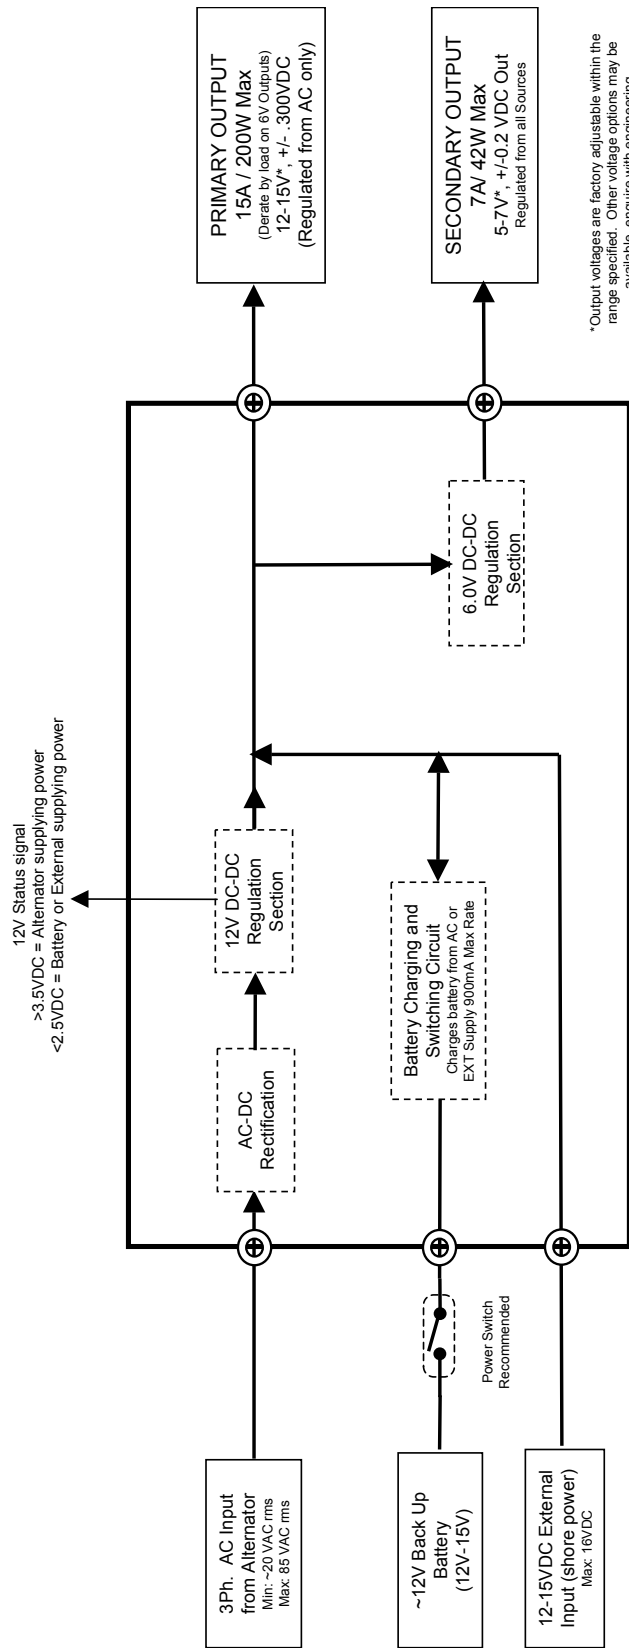 12V Status signal
>3.5VDC = Alternator supplying power
<2.5VDC = Battery or External supplying power
3Ph. AC Input
from Alternator
Min: ~20 VAC rms
Max: 85 VAC rms
AC-DC
Rectification
12V DC-DC
Regulation
Section
PRIMARY OUTPUT
15A / 200W Max
(Derate by load on 6V Outputs)
12-15V*, +/- .300VDC
(Regulated from AC only)
~12V Back Up
Battery
(12V-15V)
Power Switch
Recommended
Battery Charging and
Switching Circuit
Charges battery from AC or
EXT Supply 900mA Max Rate
6.0V DC-DC
Regulation
Section
SECONDARY OUTPUT
7A/ 42W Max
5-7V*, +/-0.2 VDC Out
Regulated from all Sources
12-15VDC External
Input (shore power)
Max: 16VDC
*Output voltages are factory adjustable within the
range specified. Other voltage options may be
available, enquire with engineering